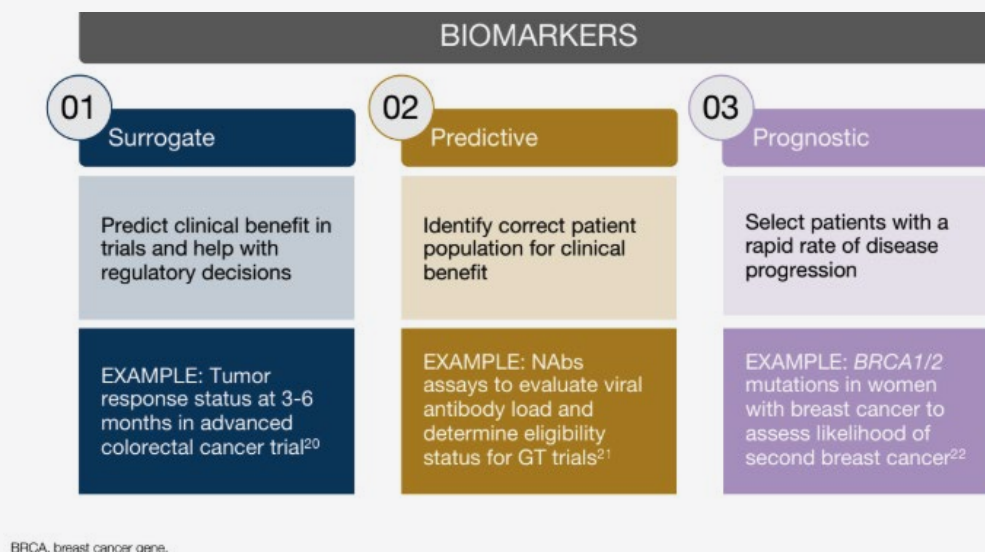 BIOMARKERS
01
Surrogate
Predict clinical benefit in
trials and help with
regulatory decisions
EXAMPLE: Tumor
response status at 3-6
months in advanced
colorectal cancer trial20
02
Predictive
Identify correct patient
population for clinical
benefit
EXAMPLE: NAbs
assays to evaluate viral
antibody load and
determine eligibility
status for GT trials21
03
Prognostic
Select patients with a
rapid rate of disease
progression
EXAMPLE: BRCA1/2
mutations in women
with breast cancer to
assess likelihood of
second breast cancer22
BRCA, breast cancer gene.